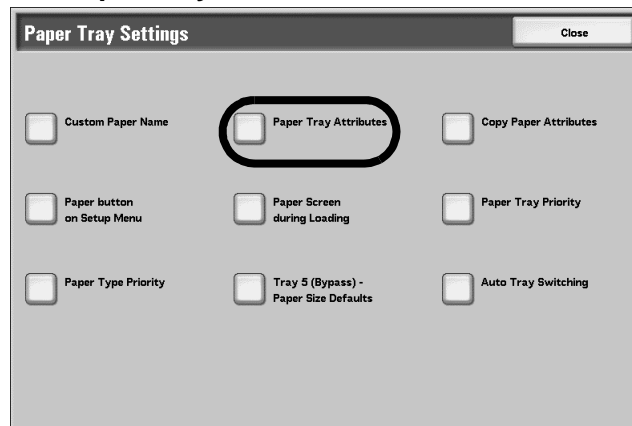 Paper Tray Settings
Close
Custom Paper Name
Paper Tray Attributes
Copy Paper Attributes
Paper button
on Setup Menu
Paper Screen
during Loading
Paper Tray Priority
Paper Type Priority
Tray 5 (Bypass) -
Paper Size Defaults
Auto Tray Switching